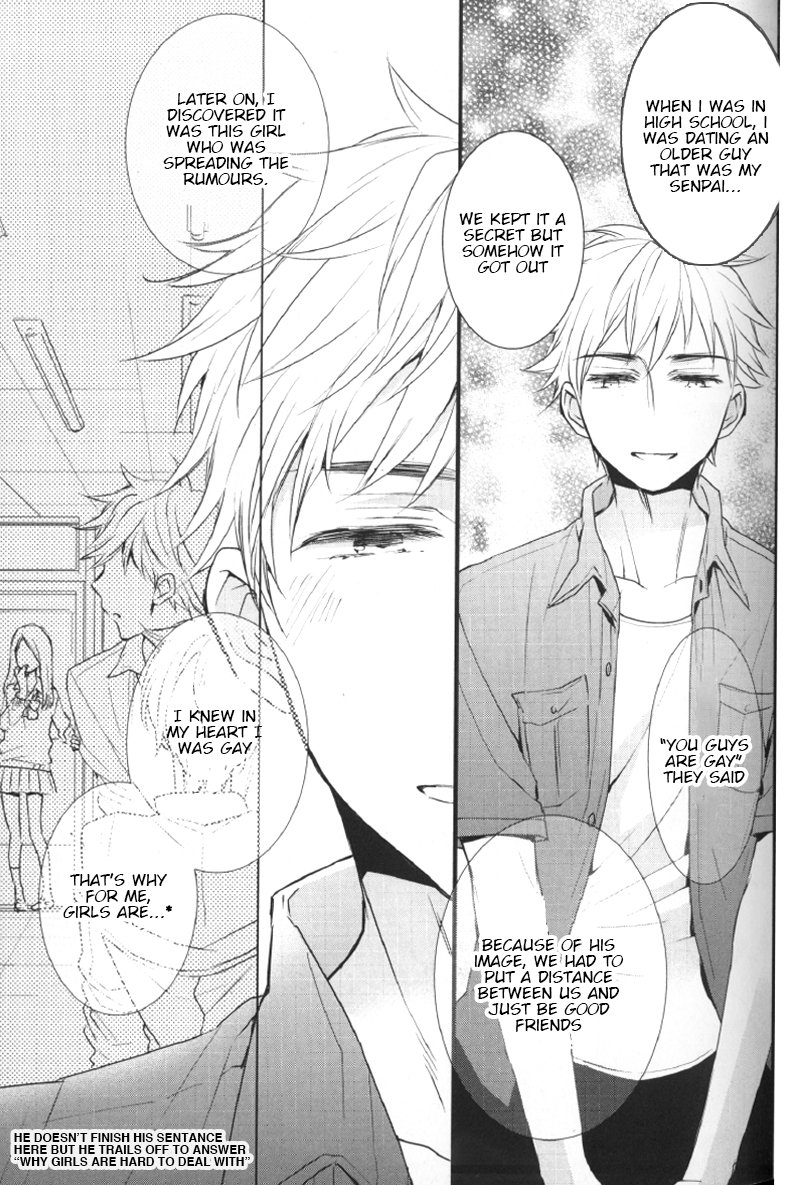 WHEN I WAS IN
HIGH SCHOOL, I
WAS DATING AN
OLDER GUY
THAT WAS MY
SENPAI...
WE KEPT IT A
SECRET BUT
SOMEHOW IT
GOT OUT
"YOU GUYS
ARE GAY"
THEY SAID
BECAUSE OF HIS
IMAGE, WE HAD TO
PUT A DISTANCE
BETWEEN US AND
JUST BE GOOD
FRIENDS
LATER ON, I
DISCOVERED IT
WAS THIS GIRL
WHO WAS
SPREADING THE
RUMOURS.
I KNEW IN
MY HEART I
WAS GAY
THAT'S WHY
FOR ME,
GIRLS ARE...*
HE DOESN'T FINISH HIS SENTANCE
HERE BUT HE TRAILS OFF TO ANSWER
"WHY GIRLS ARE HARD TO DEAL WITH"